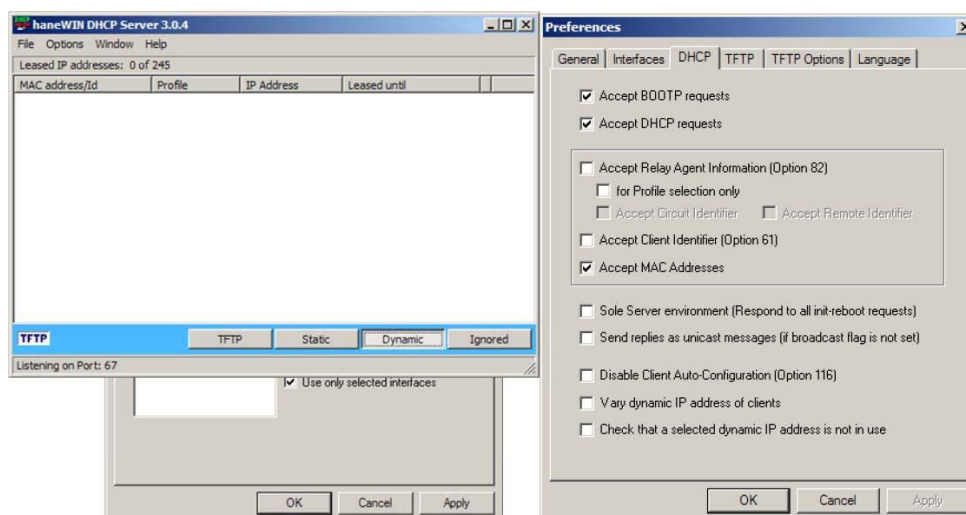 haneWIN DHCP Server 3.0.4
File Options Window Help
Leased IP addresses: 0 of 245
MAC address/Id Profile IP Address Leased until
TFTP
TFTP Static Dynamic Ignored
Listening on Port: 67
Use only selected interfaces
OK Cancel Apply
Preferences
General Interfaces DHCP TFTP TFTP Options Language
Accept BOOTP requests
Accept DHCP requests
Accept Relay Agent Information (Option 82)
for Profile selection only
Accept Circuit Identifier Accept Remote Identifier
Accept Client Identifier (Option 61)
Accept MAC Addresses
Sole Server environment (Respond to all init-reboot requests)
Send replies as unicast messages (if broadcast flag is not set)
Disable Client Auto-Configuration (Option 116)
Vary dynamic IP address of clients
Check that a selected dynamic IP address is not in use
OK Cancel Apply